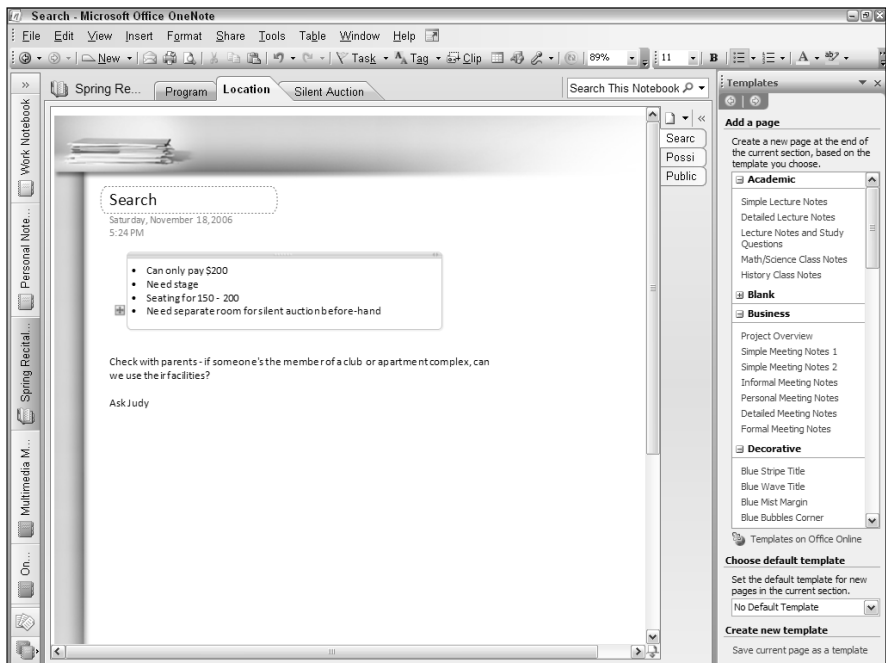 Search - Microsoft Office OneNote
File Edit View Insert Format Share Tools Table Window Help
New Task Tag Clip 89% 11 B A
Spring Re... Program Location Silent Auction Search This Notebook
Work Notebook
Personal Note...
Spring Recital...
Multimedia M...
On...
Search
Saturday, November 18, 2006
5:24 PM
• Can only pay $200
• Need stage
• Seating for 150 - 200
• Need separate room for silent auction before-hand
Check with parents - if someone's the member of a club or apartment complex, can
we use their facilities?
Ask Judy
Searc
Possi
Public
Templates
Add a page
Create a new page at the end of
the current section, based on the
template you choose.
Academic
Simple Lecture Notes
Detailed Lecture Notes
Lecture Notes and Study
Questions
Math/Science Class Notes
History Class Notes
Blank
Business
Project Overview
Simple Meeting Notes 1
Simple Meeting Notes 2
Informal Meeting Notes
Personal Meeting Notes
Detailed Meeting Notes
Formal Meeting Notes
Decorative
Blue Stripe Title
Blue Wave Title
Blue Mist Margin
Blue Bubbles Corner
Templates on Office Online
Choose default template
Set the default template for new
pages in the current section.
No Default Template
Create new template
Save current page as a template